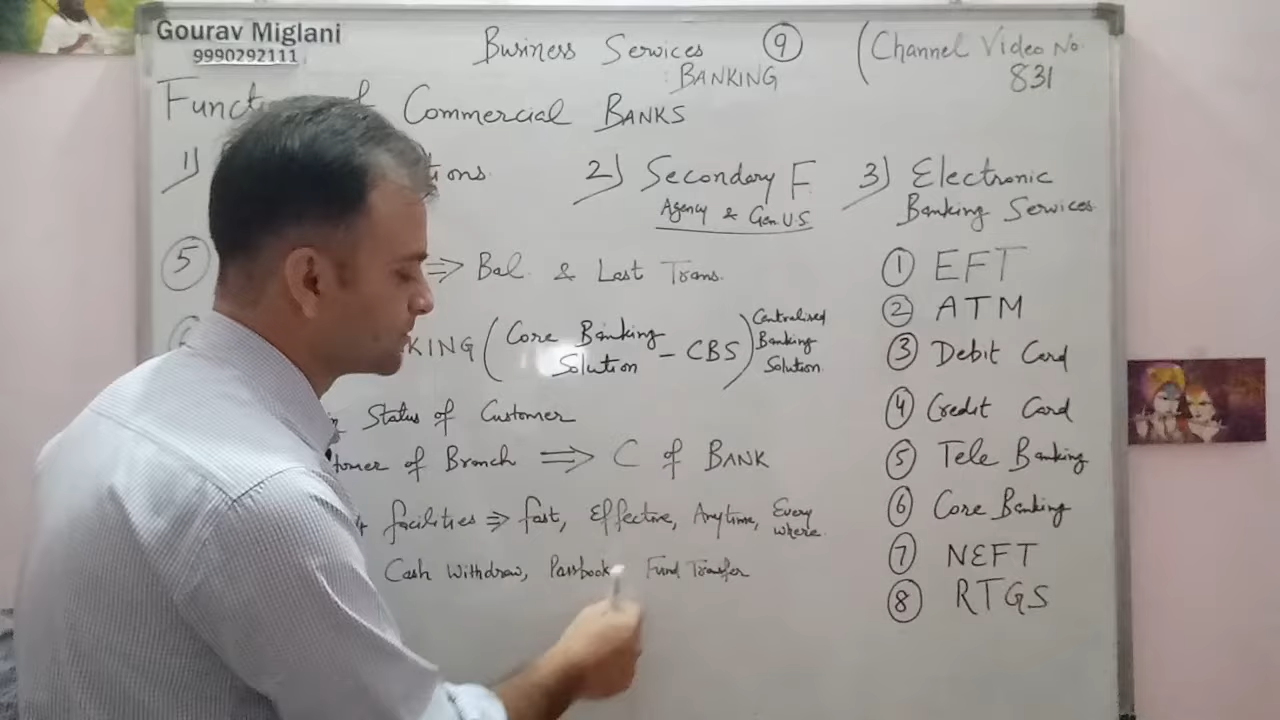 Gourav Miglani
9990292111
Business Services 9 (Channel Video No.
: BANKING 831
Commercial BANKS
1) 2) Secondary F. 3) Electronic
Agency & Gen. U.S Banking Services
5 ⇒ Bal. & Last Trans. 1 EFT
2 ATM
(Core Banking Solution - CBS) Centralised Banking Solution.
3 Debit Card
Status of Customer 4 Credit Card
of Branch ⇒ C of BANK 5 Tele Banking
facilities ⇒ fast, Effective, Anytime, Every where. 6 Core Banking
Cash Withdraw, Passbook, Fund Transfer 7 NEFT
8 RTGS